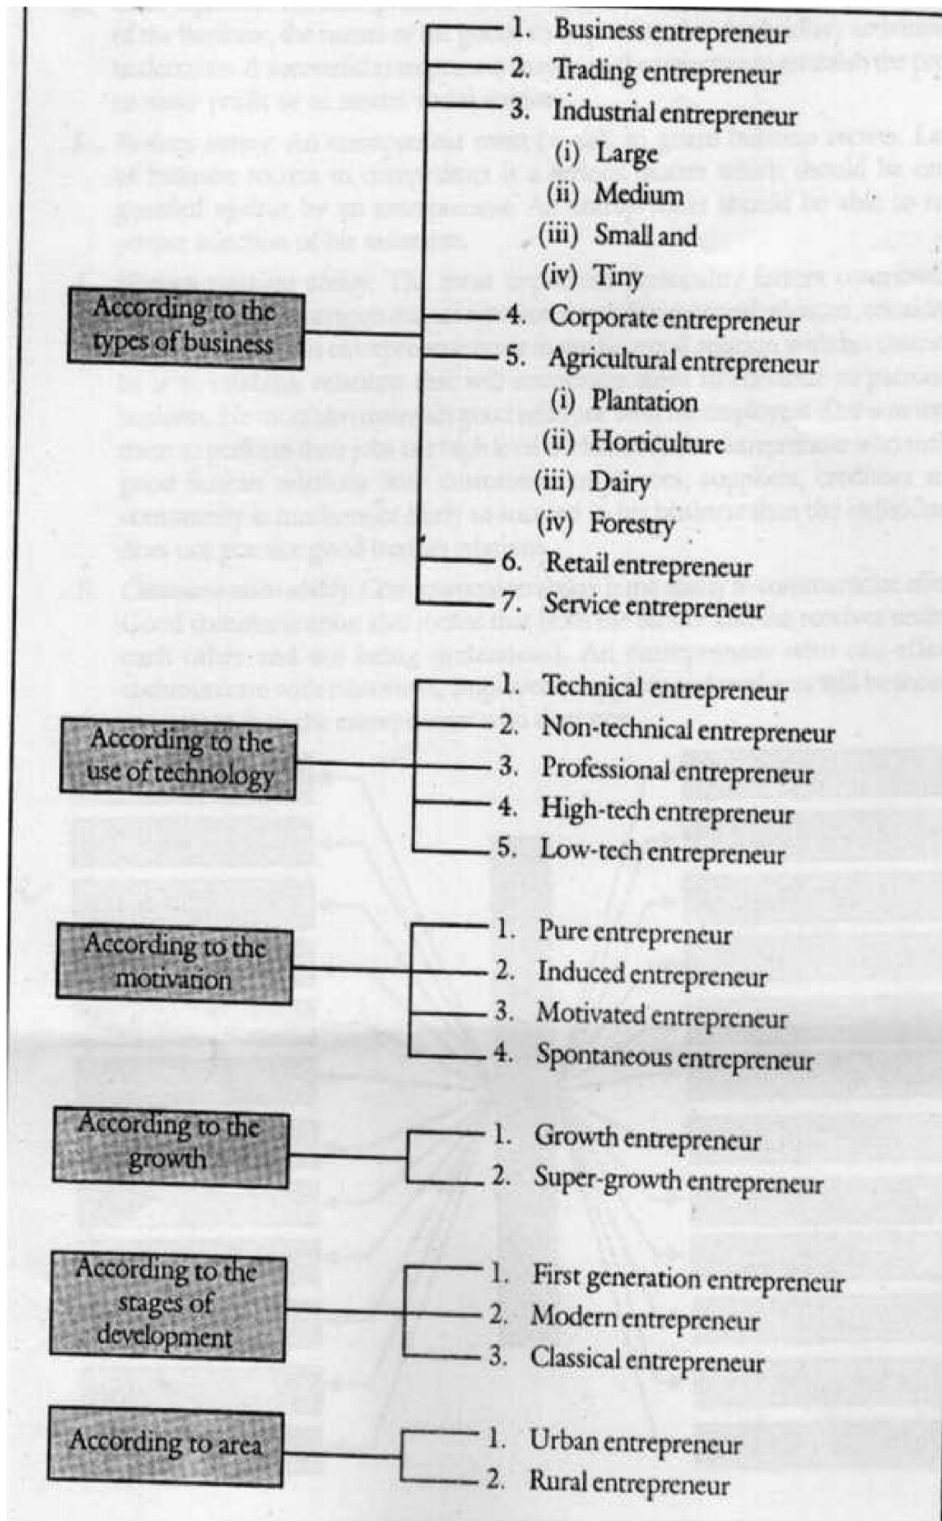 According to the
types of business
1. Business entrepreneur
2. Trading entrepreneur
3. Industrial entrepreneur
(i) Large
(ii) Medium
(iii) Small and
(iv) Tiny
4. Corporate entrepreneur
5. Agricultural entrepreneur
(i) Plantation
(ii) Horticulture
(iii) Dairy
(iv) Forestry
6. Retail entrepreneur
7. Service entrepreneur
According to the
use of technology
1. Technical entrepreneur
2. Non-technical entrepreneur
3. Professional entrepreneur
4. High-tech entrepreneur
5. Low-tech entrepreneur
According to the
motivation
1. Pure entrepreneur
2. Induced entrepreneur
3. Motivated entrepreneur
4. Spontaneous entrepreneur
According to the
growth
1. Growth entrepreneur
2. Super-growth entrepreneur
According to the
stages of
development
1. First generation entrepreneur
2. Modern entrepreneur
3. Classical entrepreneur
According to area
1. Urban entrepreneur
2. Rural entrepreneur